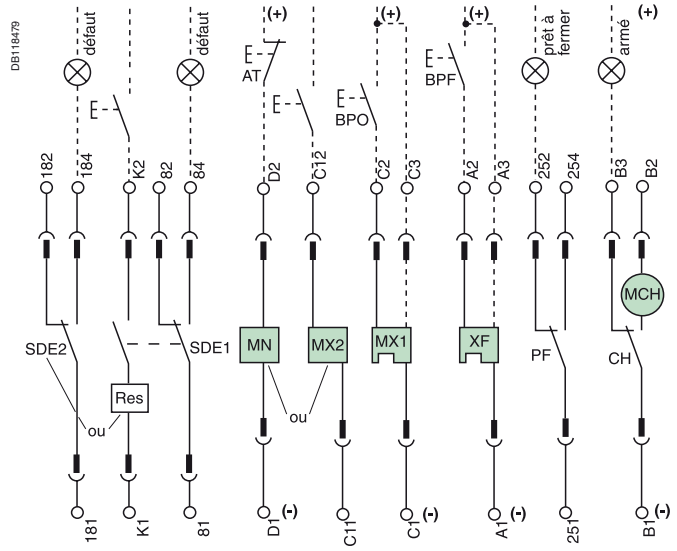 DB118479
défaut
défaut
(+)
(+)
(+)
prêt à
fermer
armé
(+)
AT
BPO
BPF
182
184
K2
82
84
D2
C12
C2
C3
A2
A3
252
254
B3
B2
MCH
SDE2
SDE1
MN
MX2
MX1
XF
PF
CH
Res
ou
ou
181
K1
81
D1
(-)
C11
C1
(-)
A1
(-)
251
B1
(-)